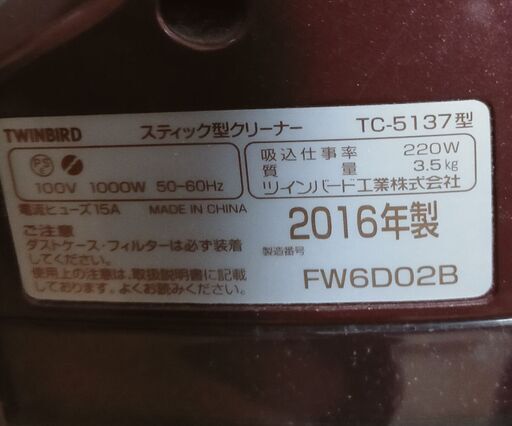 TWINBIRD スティック型クリーナー TC-5137型
PS E
100V 1000W 50-60Hz
吸込仕事率 220W
質量 3.5kg
ツインバード工業株式会社
電流ヒューズ15A MADE IN CHINA
2016年製
ご注意
ダストケース・フィルターは必ず装着
してください。
使用上の注意は、取扱説明書に記載
しております。よくお読みください。
製造番号
FW6D02B